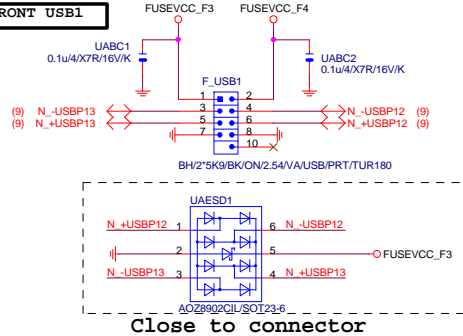 RONT USB1
FUSEVCC_F3 FUSEVCC_F4
UABC1
0.1u/4/X7R/16V/K
UABC2
0.1u/4/X7R/16V/K
F_USB1
1 2
(9) N_-USBP13 3 4 N_-USBP12 (9)
(9) N_+USBP13 5 6 N_+USBP12 (9)
7 8
10
BH/2*5K9/BK/ON/2.54/VA/USB/PRT/TUR180
UAESD1
N_+USBP12 1 6 N_-USBP12
2 5 FUSEVCC_F3
N_-USBP13 3 4 N_+USBP13
AOZ8902CIL/SOT23-6
Close to connector